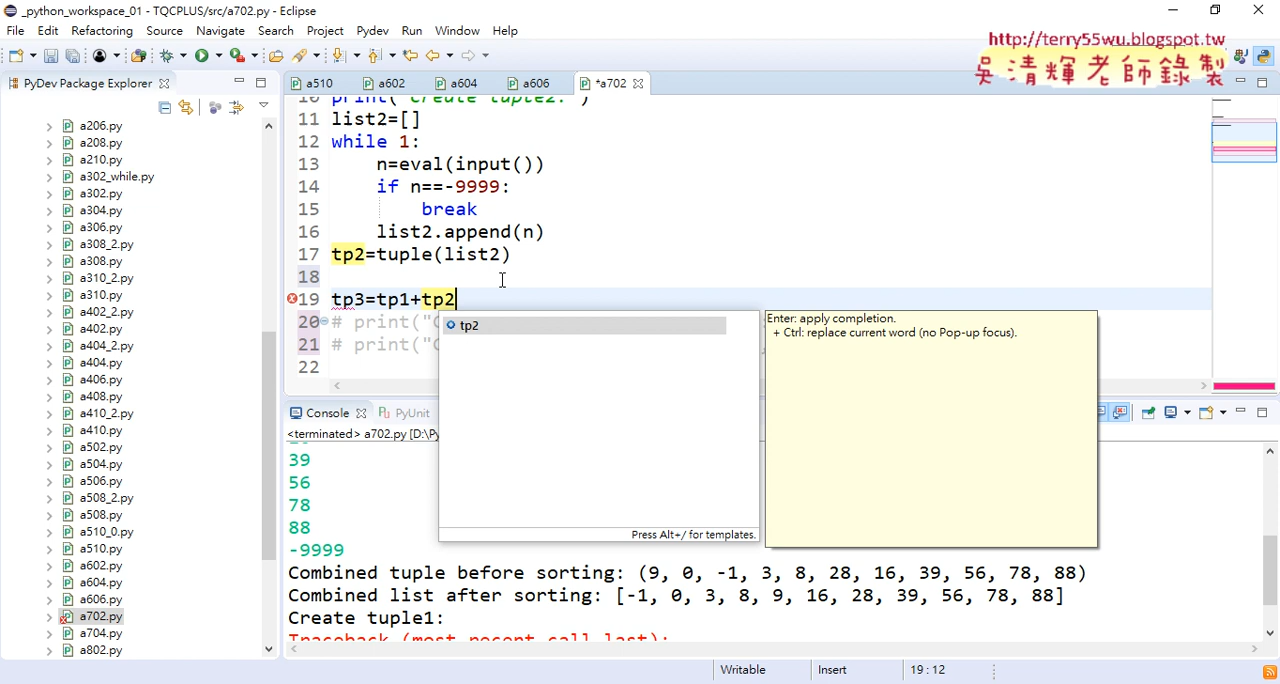 _python_workspace_01 - TQCPLUS/src/a702.py - Eclipse
File Edit Refactoring Source Navigate Search Project Pydev Run Window Help
http://terry55wu.blogspot.tw
吳清輝老師錄製
PyDev Package Explorer
a510 a602 a604 a606 *a702
a206.py
a208.py
a210.py
a302_while.py
a302.py
a304.py
a306.py
a308_2.py
a308.py
a310_2.py
a310.py
a402_2.py
a402.py
a404_2.py
a404.py
a406.py
a408.py
a410_2.py
a410.py
a502.py
a504.py
a506.py
a508_2.py
a508.py
a510_0.py
a510.py
a602.py
a604.py
a606.py
a702.py
a704.py
a802.py
10 print("Create tuple2:")
11 list2=[]
12 while 1:
13 n=eval(input())
14 if n==-9999:
15 break
16 list2.append(n)
17 tp2=tuple(list2)
18
19 tp3=tp1+tp2
20 # print("C
21 # print("C
22
tp2
Press Alt+/ for templates.
Enter: apply completion.
+ Ctrl: replace current word (no Pop-up focus).
Console PyUnit
<terminated> a702.py [D:\Py
39
56
78
88
-9999
Combined tuple before sorting: (9, 0, -1, 3, 8, 28, 16, 39, 56, 78, 88)
Combined list after sorting: [-1, 0, 3, 8, 9, 16, 28, 39, 56, 78, 88]
Create tuple1:
Traceback (most recent call last):
Writable Insert 19 : 12